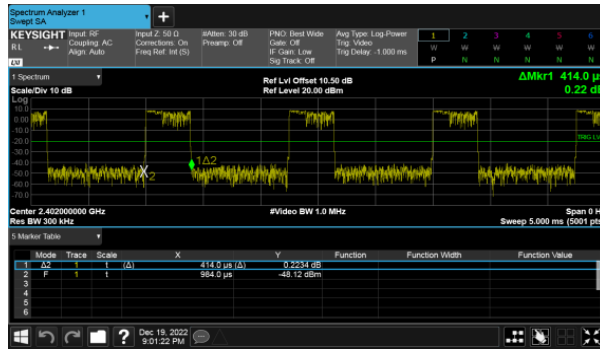 Spectrum Analyzer 1
Swept SA
+
KEYSIGHT Input: RF Input Z: 50 Ω #Atten: 30 dB PNO: Best Wide Avg Type: Log-Power 1 2 3 4 5 6
RL Coupling: AC Corrections: On Preamp: Off Gate: Off Trig: Video W W W W W W
Align: Auto Freq Ref: Int (S) IF Gain: Low Trig Delay: -1.000 ms P N N N N N
Sig Track: Off
LXI
1 Spectrum
Ref Lvl Offset 10.50 dB ΔMkr1 414.0 µs
Scale/Div 10 dB Ref Level 20.00 dBm 0.22 dB
Log
10.0
0.00
-10.0
TRIG LV
-20.0
-30.0
-40.0 1Δ2
-50.0 X2
-60.0
-70.0
Center 2.402000000 GHz #Video BW 1.0 MHz Span 0 H
Res BW 300 kHz Sweep 5.000 ms (5001 pts
5 Marker Table
Mode Trace Scale X Y Function Function Width Function Value
1 Δ2 1 t (Δ) 414.0 µs (Δ) 0.2234 dB
2 F 1 t 984.0 µs -48.12 dBm
3
4
5
6
? Dec 19, 2022
9:01:22 PM